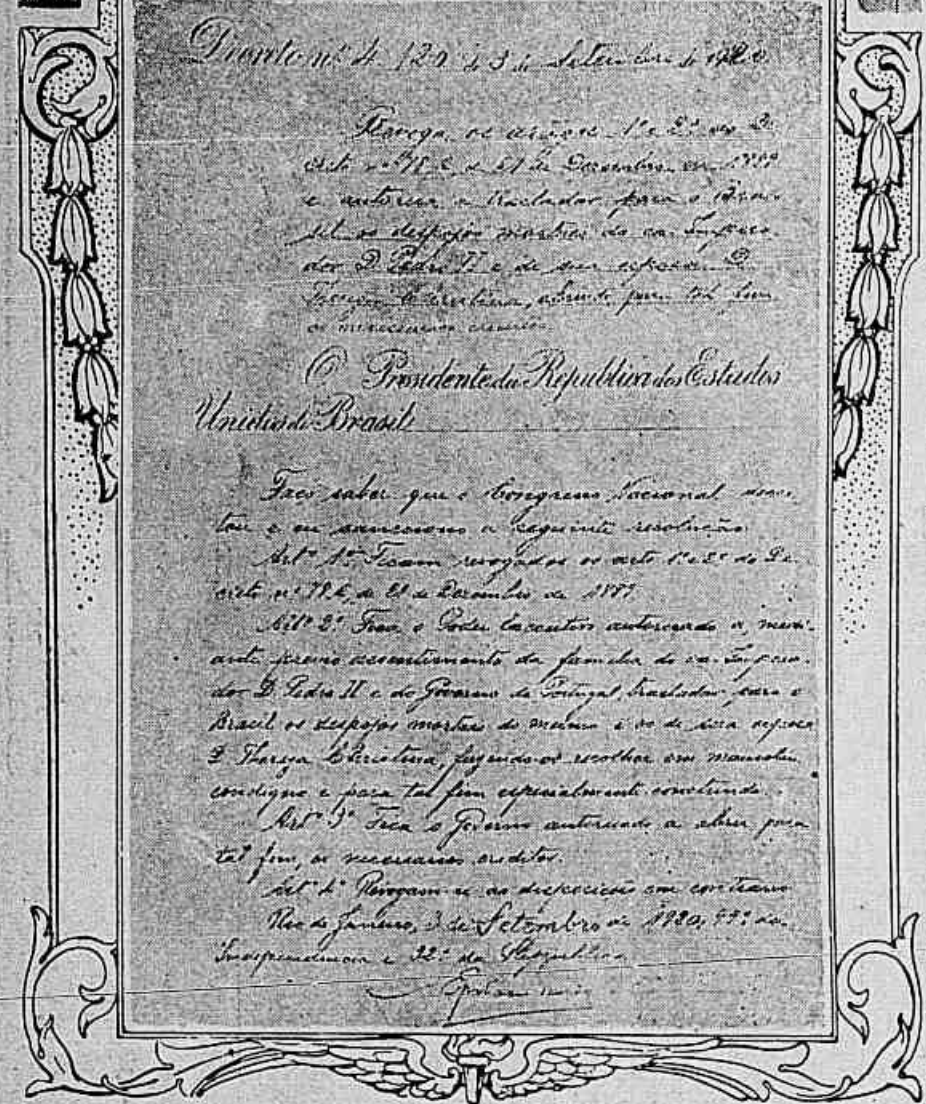 Decreto nº 4.120 de 3 de Setembro de 1920
Revoga os artigos 1º e 2º do De-
creto nº 78 A, de 21 de Dezembro de 1889
e autoriza a trasladar para o Bra-
sil os despojos mortaes do ex-Impera-
dor D. Pedro II e de sua esposa D.
Thereza Christina, abrindo para tal fim
os necessarios creditos.
O Presidente da Republica dos Estados
Unidos do Brasil:
Faço saber que o Congresso Nacional decre-
tou e eu sancciono a seguinte resolução:
Artº 1º Ficam revogados os arts 1º e 2º do De-
creto nº 78 A, de 21 de Dezembro de 1889.
Artº 2º Fica o Poder Executivo autorizado a, medi-
ante previo assentimento da familia do ex-Impera-
dor D. Pedro II e do Governo de Portugal, trasladar para o
Brasil os despojos mortaes do mesmo e os de sua esposa
D. Thereza Christina, fazendo-os recolher em mausoléu
condigno e para tal fim especialmente construido.
Artº 3º Fica o Governo autorizado a abrir para
tal fim, os necessarios creditos.
Artº 4º Revogam-se as disposições em contrario
Rio de Janeiro, 3 de Setembro de 1920, 99º da
Independencia e 32º da Republica